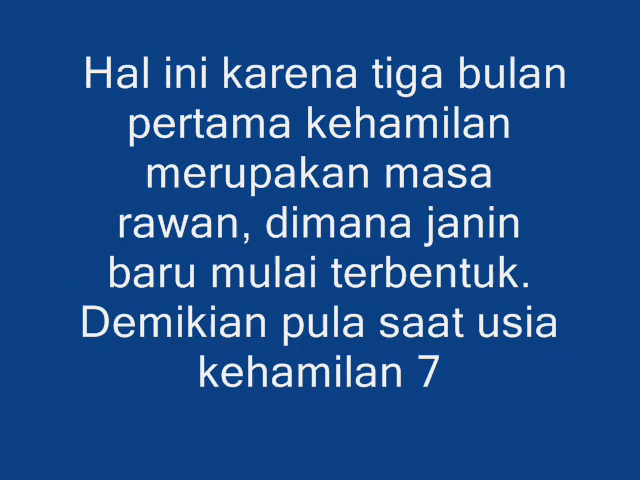 Hal ini karena tiga bulan
pertama kehamilan
merupakan masa
rawan, dimana janin
baru mulai terbentuk.
Demikian pula saat usia
kehamilan 7